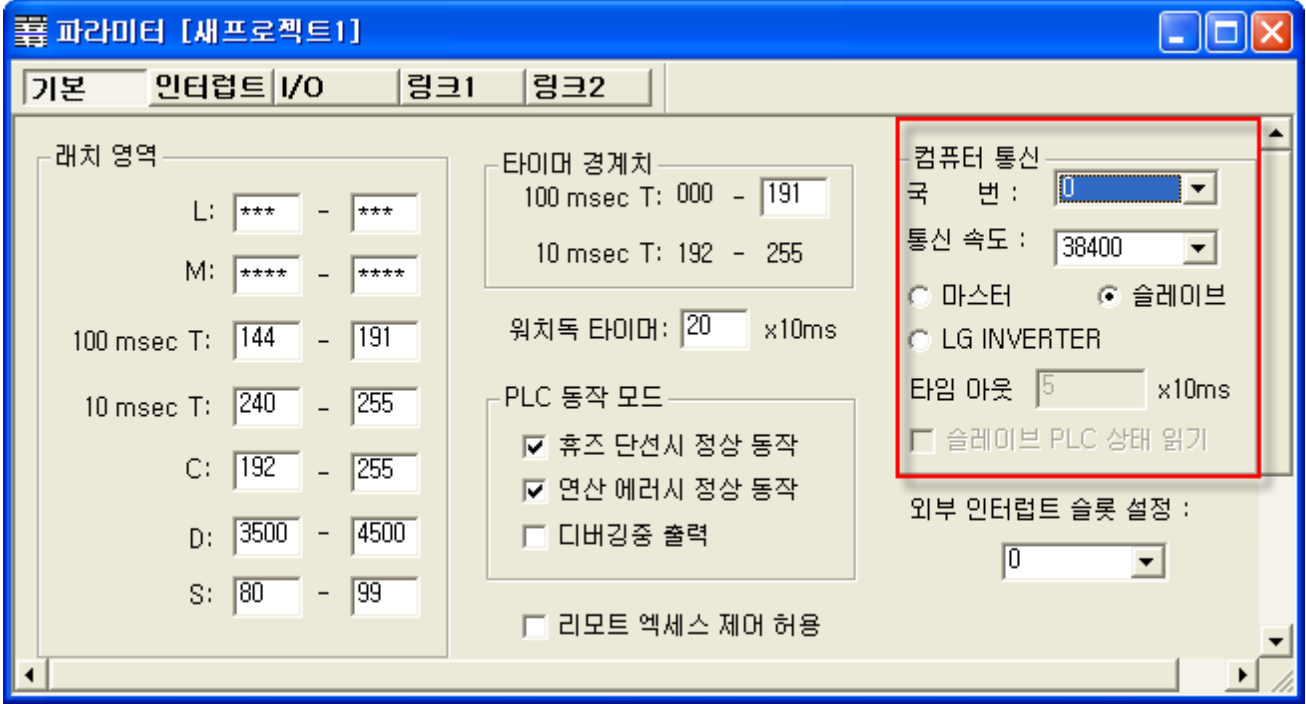 파라미터 [새프로젝트1]
기본 인터럽트 I/O 링크1 링크2
래치 영역
L: *** - ***
M: **** - ****
100 msec T: 144 - 191
10 msec T: 240 - 255
C: 192 - 255
D: 3500 - 4500
S: 80 - 99
타이머 경계치
100 msec T: 000 - 191
10 msec T: 192 - 255
워치독 타이머: 20 x10ms
PLC 동작 모드
휴즈 단선시 정상 동작
연산 에러시 정상 동작
디버깅중 출력
리모트 엑세스 제어 허용
컴퓨터 통신
국 번 : 0
통신 속도 : 38400
마스터 슬레이브
LG INVERTER
타임 아웃 5 x10ms
슬레이브 PLC 상태 읽기
외부 인터럽트 슬롯 설정 :
0